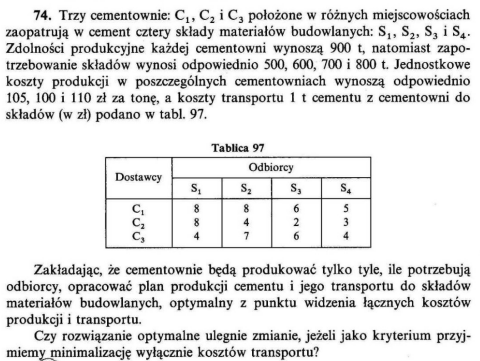 74. Trzy cementownie: C₁, C₂ i C₃ położone w różnych miejscowościach
zaopatrują w cement cztery składy materiałów budowlanych: S₁, S₂, S₃ i S₄.
Zdolności produkcyjne każdej cementowni wynoszą 900 t, natomiast zapo-
trzebowanie składów wynosi odpowiednio 500, 600, 700 i 800 t. Jednostkowe
koszty produkcji w poszczególnych cementowniach wynoszą odpowiednio
105, 100 i 110 zł za tonę, a koszty transportu 1 t cementu z cementowni do
składów (w zł) podano w tabl. 97.
Tablica 97
Dostawcy Odbiorcy
S₁ S₂ S₃ S₄
C₁ 8 8 6 5
C₂ 8 4 2 3
C₃ 4 7 6 4
Zakładając, że cementownie będą produkować tylko tyle, ile potrzebują
odbiorcy, opracować plan produkcji cementu i jego transportu do składów
materiałów budowlanych, optymalny z punktu widzenia łącznych kosztów
produkcji i transportu.
Czy rozwiązanie optymalne ulegnie zmianie, jeżeli jako kryterium przyj-
miemy minimalizację wyłącznie kosztów transportu?